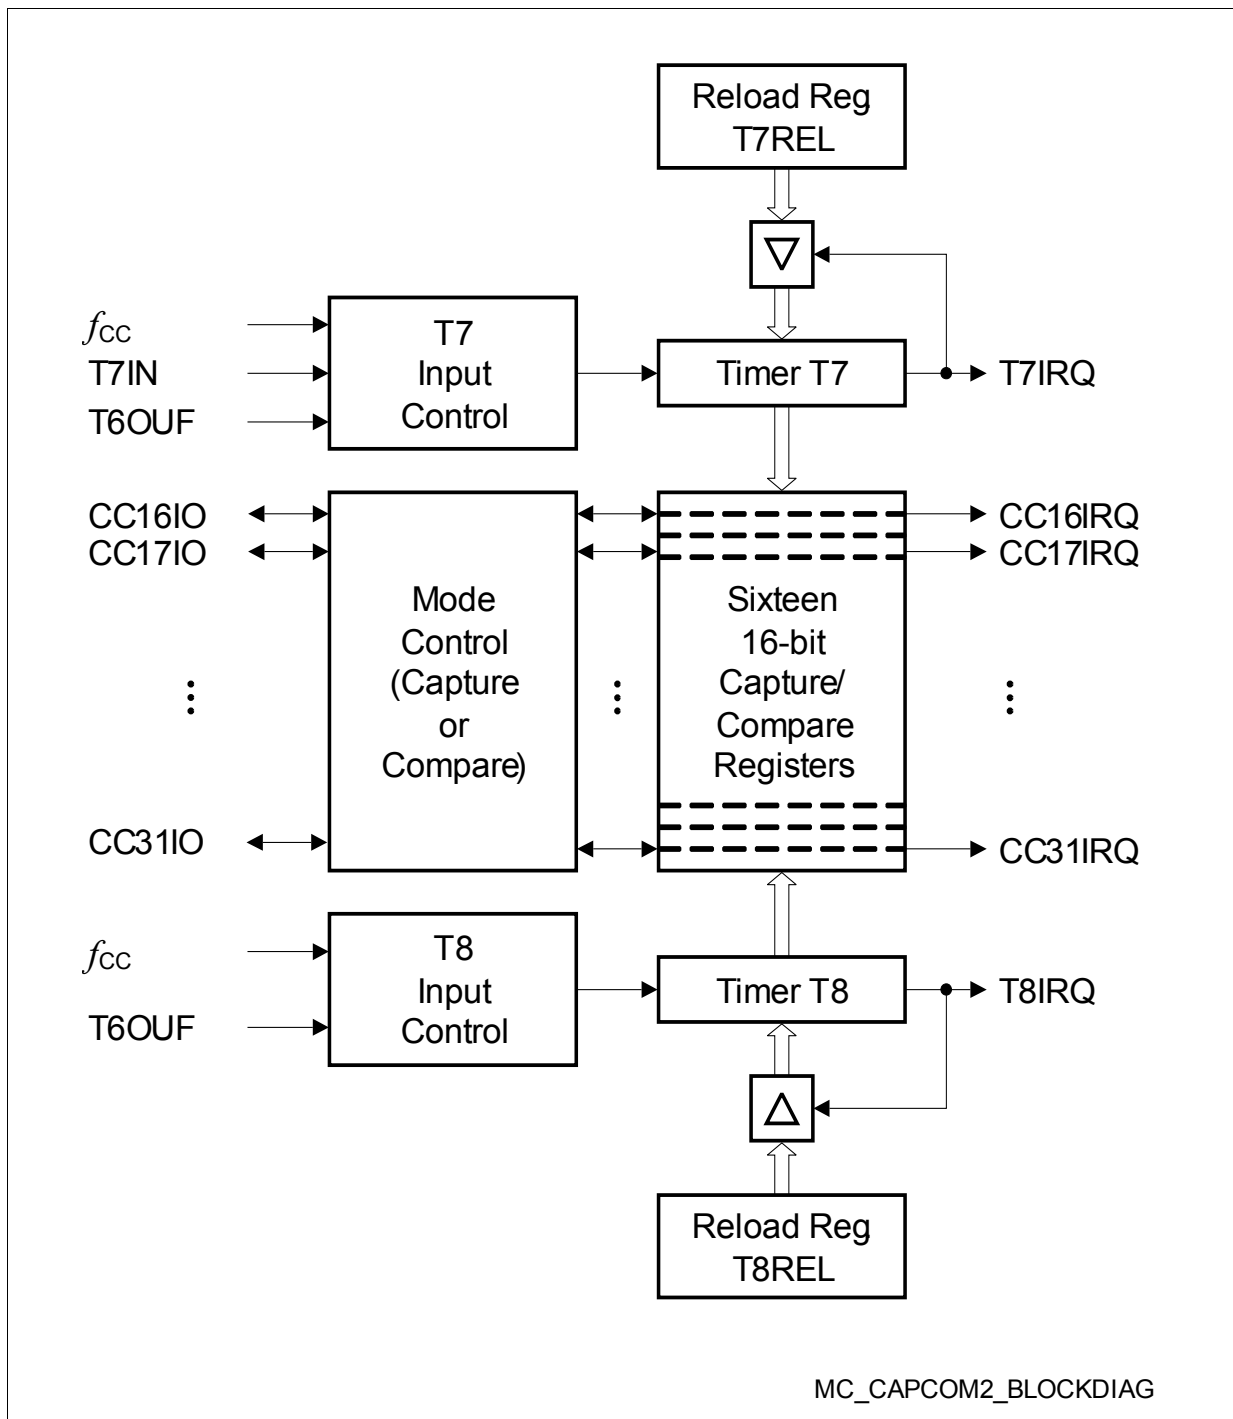 Reload Reg
T7REL
fCC
T7IN
T6OUF
T7
Input
Control
Timer T7
T7IRQ
CC16IO
CC17IO
CC31IO
Mode
Control
(Capture
or
Compare)
Sixteen
16-bit
Capture/
Compare
Registers
CC16IRQ
CC17IRQ
CC31IRQ
fCC
T6OUF
T8
Input
Control
Timer T8
T8IRQ
Reload Reg
T8REL
MC_CAPCOM2_BLOCKDIAG